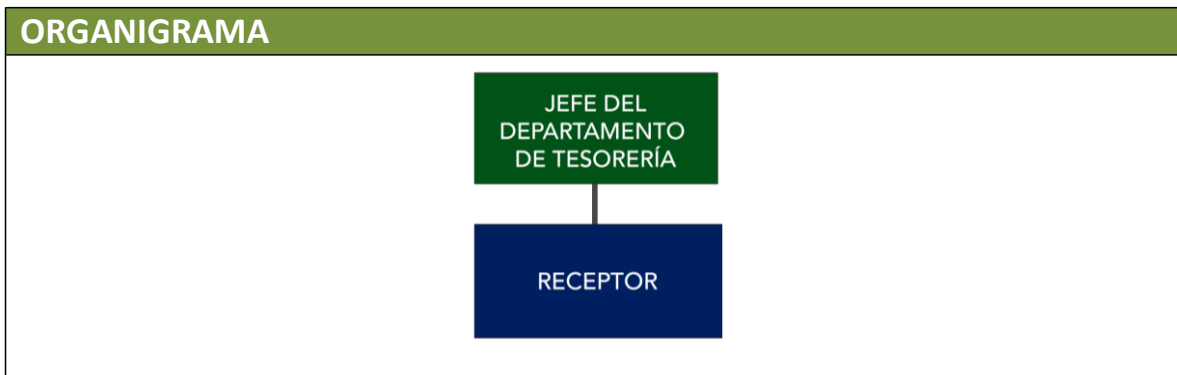 ORGANIGRAMA
JEFE DEL
DEPARTAMENTO
DE TESORERÍA
RECEPTOR